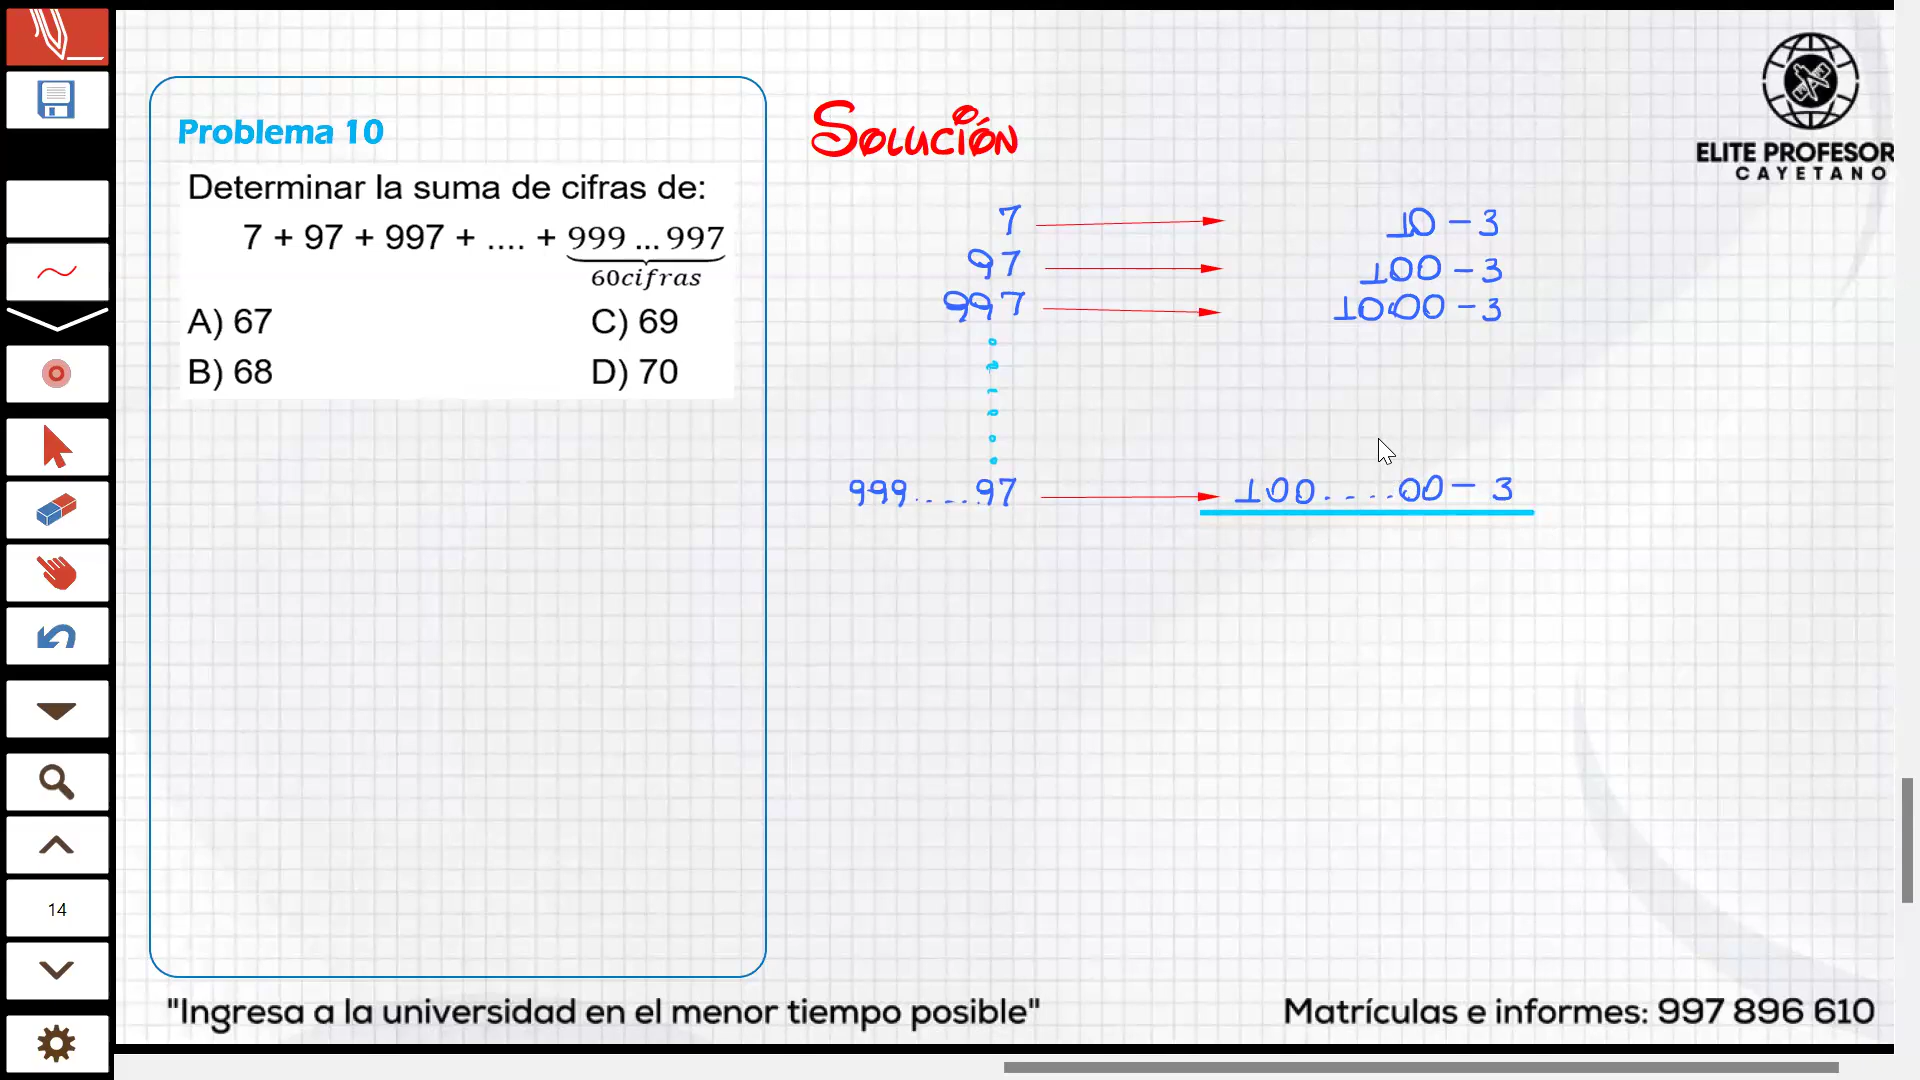 Problema 10
Determinar la suma de cifras de:
7 + 97 + 997 + .... + 999 ... 997
60cifras
A) 67
C) 69
B) 68
D) 70
Solución
7 10 - 3
97 100 - 3
997 1000 - 3
999.....97 100.....00 - 3
ELITE PROFESOR
CAYETANO
14
"Ingresa a la universidad en el menor tiempo posible"
Matrículas e informes: 997 896 610